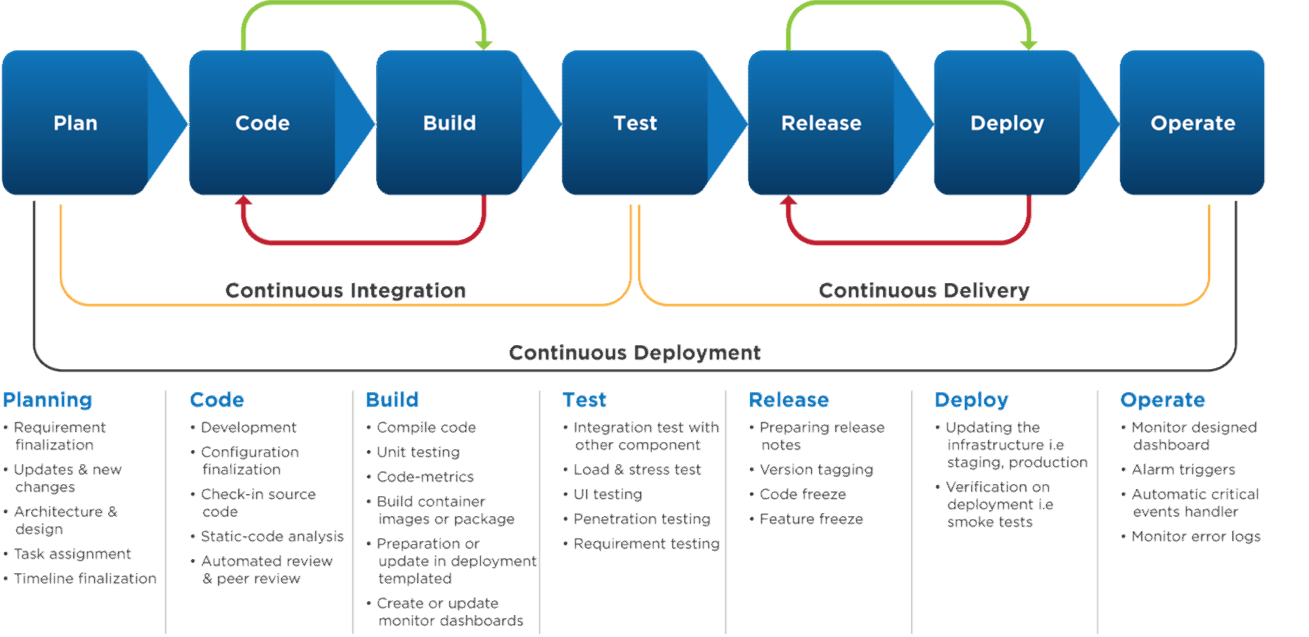 Plan
Code
Build
Test
Release
Deploy
Operate
Continuous Integration
Continuous Delivery
Continuous Deployment
Planning
• Requirement
finalization
• Updates & new
changes
• Architecture &
design
• Task assignment
• Timeline finalization
Code
• Development
• Configuration
finalization
• Check-in source
code
• Static-code analysis
• Automated review
& peer review
Build
• Compile code
• Unit testing
• Code-metrics
• Build container
images or package
• Preparation or
update in deployment
templated
• Create or update
monitor dashboards
Test
• Integration test with
other component
• Load & stress test
• UI testing
• Penetration testing
• Requirement testing
Release
• Preparing release
notes
• Version tagging
• Code freeze
• Feature freeze
Deploy
• Updating the
infrastructure i.e
staging, production
• Verification on
deployment i.e
smoke tests
Operate
• Monitor designed
dashboard
• Alarm triggers
• Automatic critical
events handler
• Monitor error logs